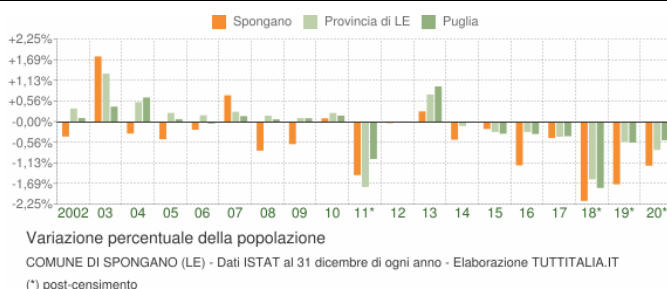 Spongano Provincia di LE Puglia
+2,25%
+1,69%
+1,13%
+0,56%
-0,00%
-0,56%
-1,13%
-1,69%
-2,25%
2002 03 04 05 06 07 08 09 10 11* 12 13 14 15 16 17 18* 19* 20*
Variazione percentuale della popolazione
COMUNE DI SPONGANO (LE) - Dati ISTAT al 31 dicembre di ogni anno - Elaborazione TUTTITALIA.IT
(*) post-censimento